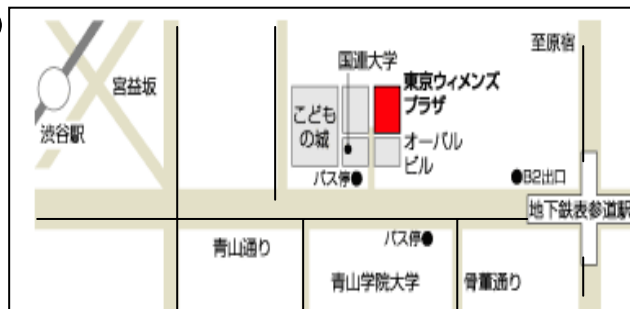 至原宿
国連大学
宮益坂
東京ウィメンズ
プラザ
渋谷駅
こども
の城
オーバル
ビル
バス停●
●B2出口
地下鉄表参道駅
青山通り
バス停●
青山学院大学
骨董通り